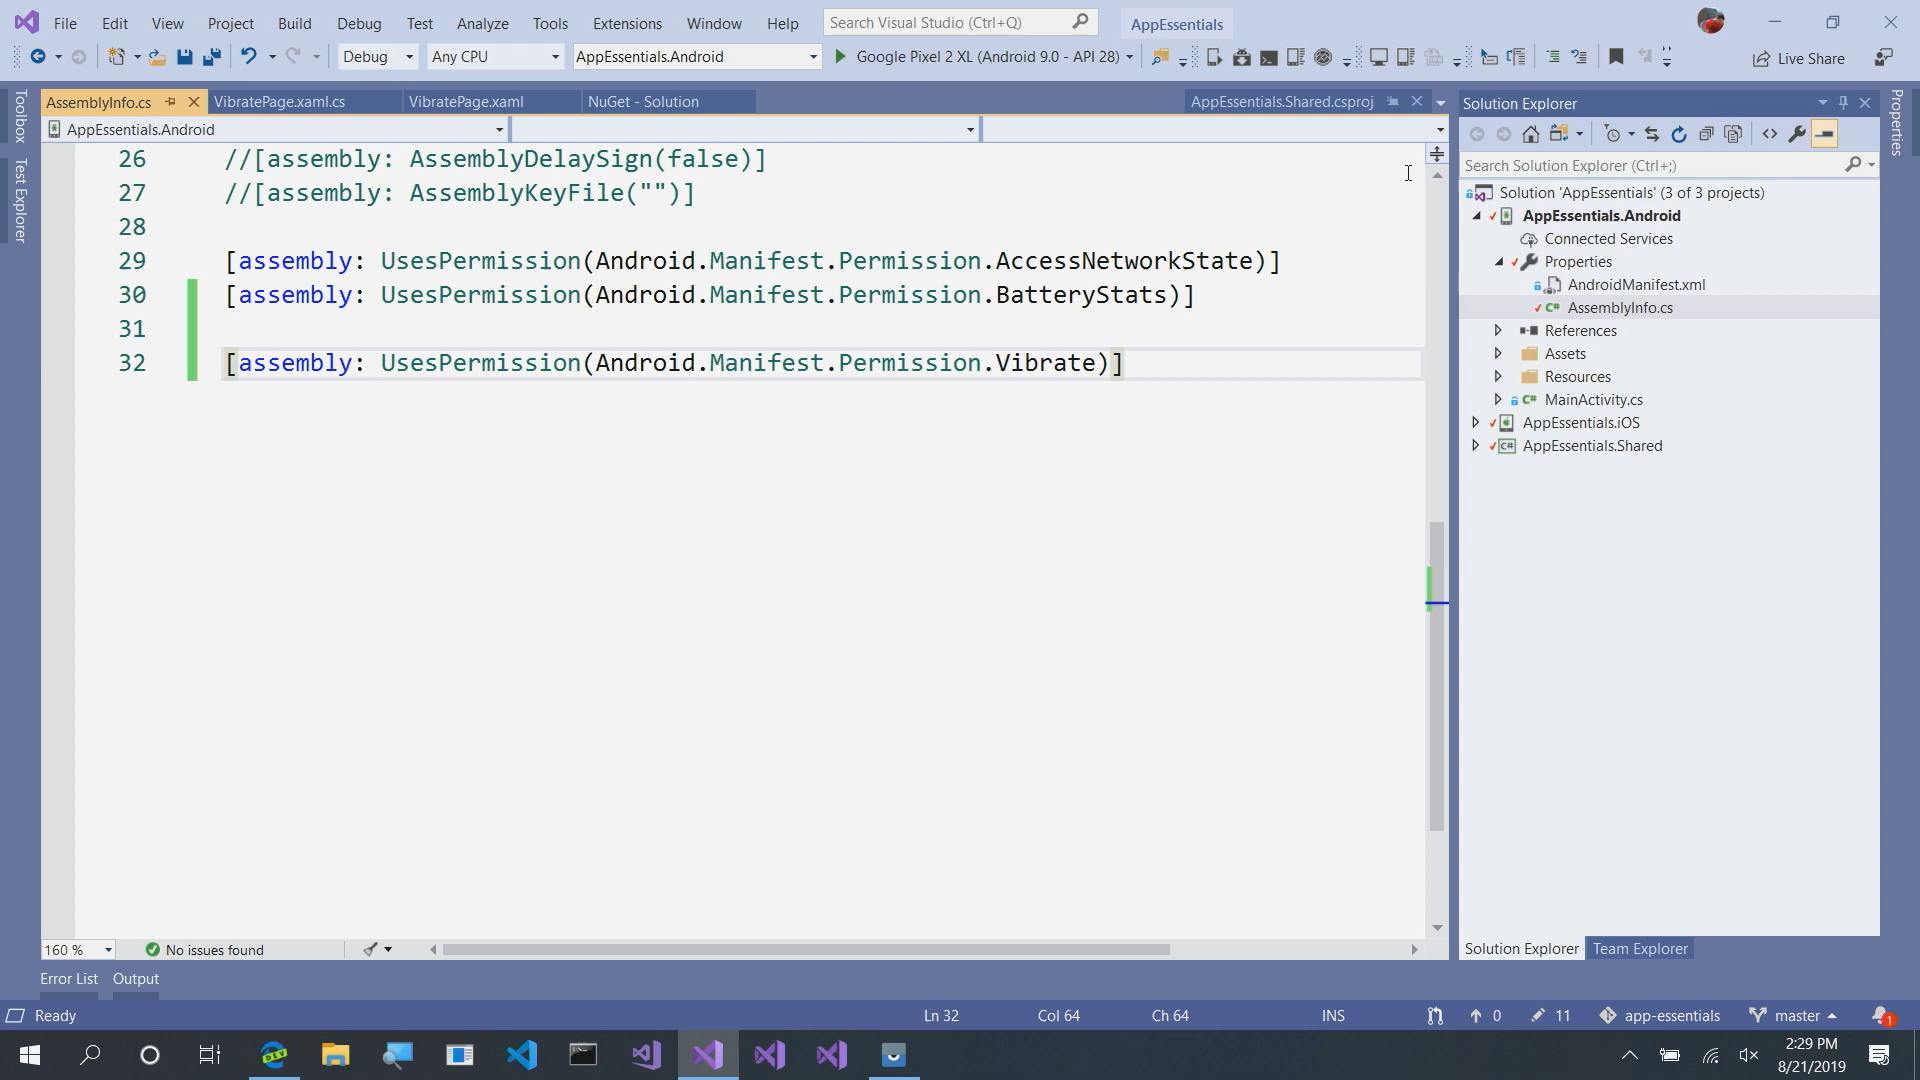 File Edit View Project Build Debug Test Analyze Tools Extensions Window Help Search Visual Studio (Ctrl+Q) AppEssentials
Debug Any CPU AppEssentials.Android Google Pixel 2 XL (Android 9.0 - API 28) Live Share
Toolbox
Test Explorer
AssemblyInfo.cs VibratePage.xaml.cs VibratePage.xaml NuGet - Solution AppEssentials.Shared.csproj
AppEssentials.Android
26 //[assembly: AssemblyDelaySign(false)]
27 //[assembly: AssemblyKeyFile("")]
28
29 [assembly: UsesPermission(Android.Manifest.Permission.AccessNetworkState)]
30 [assembly: UsesPermission(Android.Manifest.Permission.BatteryStats)]
31
32 [assembly: UsesPermission(Android.Manifest.Permission.Vibrate)]
160 % No issues found
Solution Explorer
Search Solution Explorer (Ctrl+;)
Solution 'AppEssentials' (3 of 3 projects)
AppEssentials.Android
Connected Services
Properties
AndroidManifest.xml
AssemblyInfo.cs
References
Assets
Resources
MainActivity.cs
AppEssentials.iOS
AppEssentials.Shared
Solution Explorer Team Explorer
Properties
Error List Output
Ready Ln 32 Col 64 Ch 64 INS 0 11 app-essentials master 1
DEV
2:29 PM
8/21/2019